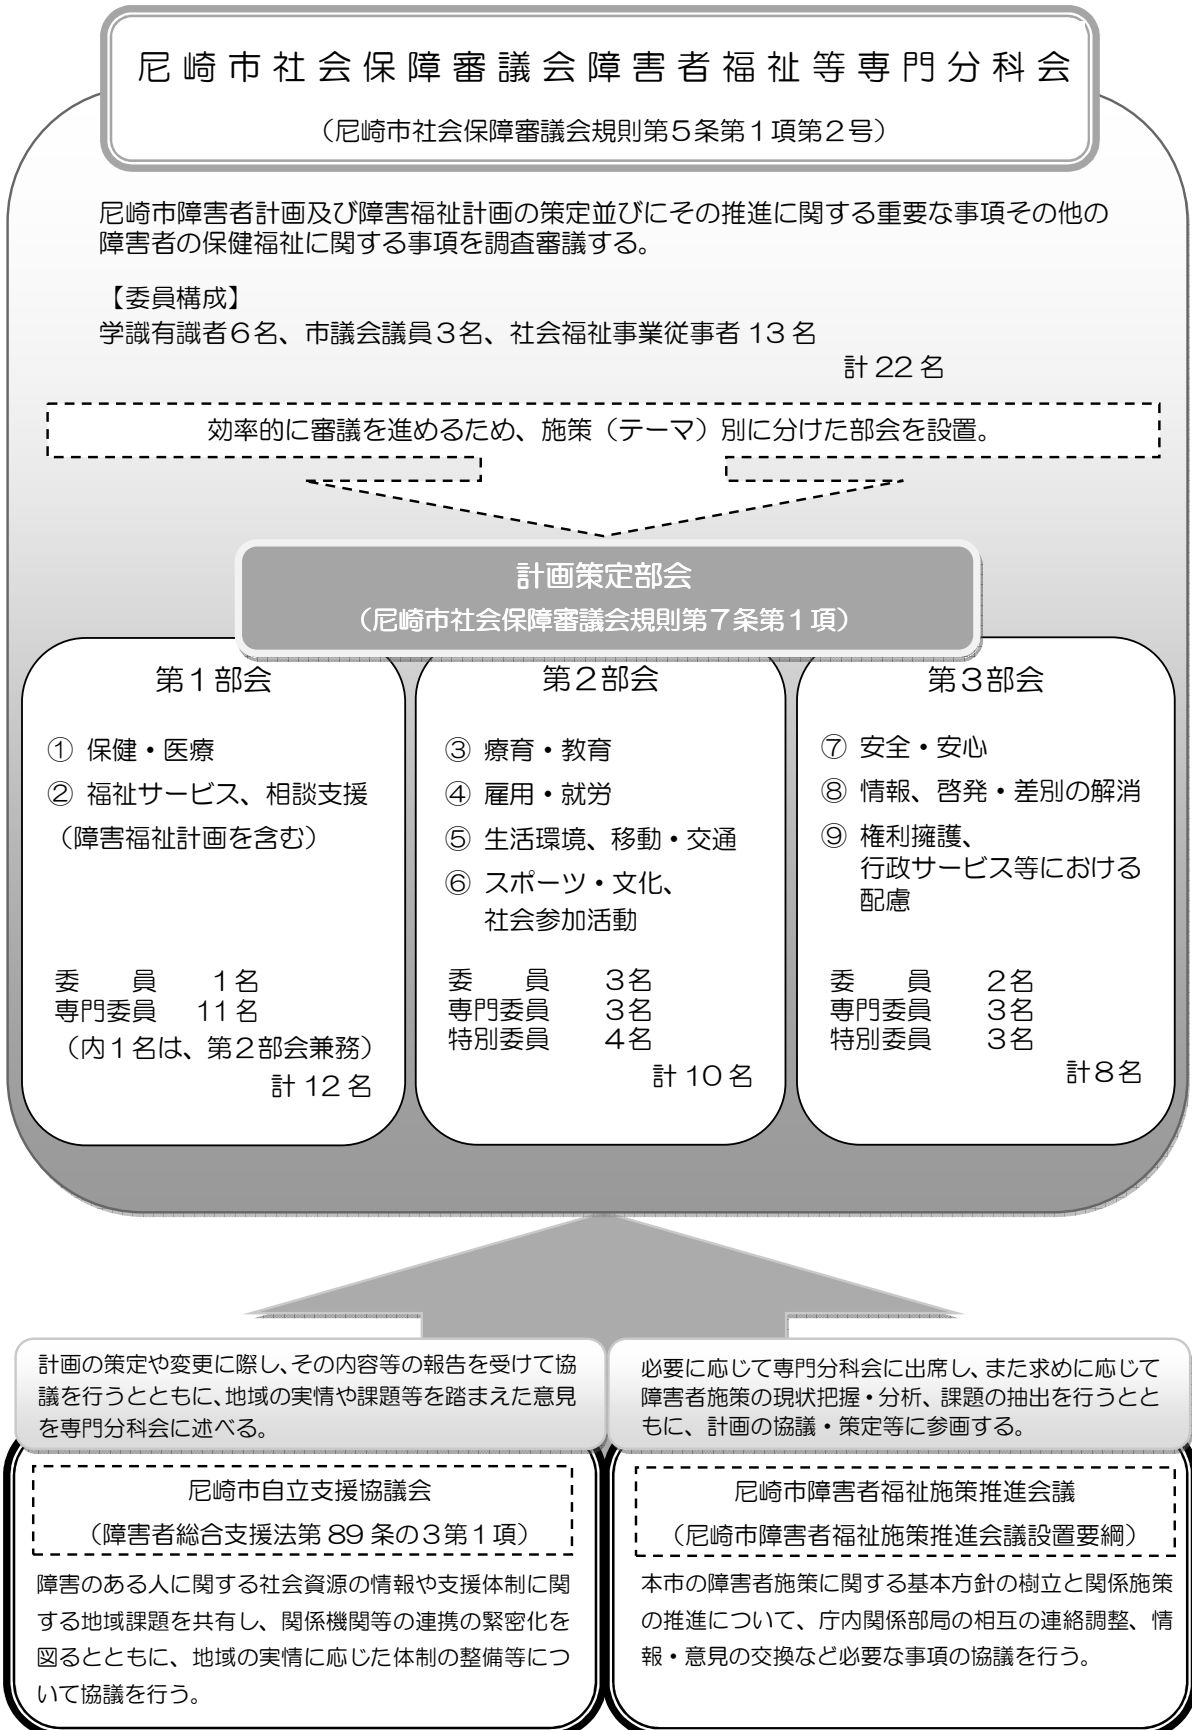 尼崎市社会保障審議会障害者福祉等専門分科会
（尼崎市社会保障審議会規則第５条第１項第２号）
尼崎市障害者計画及び障害福祉計画の策定並びにその推進に関する重要な事項その他の
障害者の保健福祉に関する事項を調査審議する。
【委員構成】
学識有識者６名、市議会議員３名、社会福祉事業従事者 13 名
計 22 名
効率的に審議を進めるため、施策（テーマ）別に分けた部会を設置。
計画策定部会
（尼崎市社会保障審議会規則第７条第１項）
第１部会
① 保健・医療
② 福祉サービス、相談支援
（障害福祉計画を含む）
委　　員　　１名
専門委員　11 名
（内１名は、第２部会兼務）
計 12 名
第２部会
③ 療育・教育
④ 雇用・就労
⑤ 生活環境、移動・交通
⑥ スポーツ・文化、
社会参加活動
委　　員　　３名
専門委員　　３名
特別委員　　４名
計 10 名
第３部会
⑦ 安全・安心
⑧ 情報、啓発・差別の解消
⑨ 権利擁護、
行政サービス等における
配慮
委　　員　　２名
専門委員　　３名
特別委員　　３名
計８名
計画の策定や変更に際し、その内容等の報告を受けて協
議を行うとともに、地域の実情や課題等を踏まえた意見
を専門分科会に述べる。
尼崎市自立支援協議会
（障害者総合支援法第 89 条の３第１項）
障害のある人に関する社会資源の情報や支援体制に関
する地域課題を共有し、関係機関等の連携の緊密化を
図るとともに、地域の実情に応じた体制の整備等につ
いて協議を行う。
必要に応じて専門分科会に出席し、また求めに応じて
障害者施策の現状把握・分析、課題の抽出を行うとと
もに、計画の協議・策定等に参画する。
尼崎市障害者福祉施策推進会議
（尼崎市障害者福祉施策推進会議設置要綱）
本市の障害者施策に関する基本方針の樹立と関係施策
の推進について、庁内関係部局の相互の連絡調整、情
報・意見の交換など必要な事項の協議を行う。